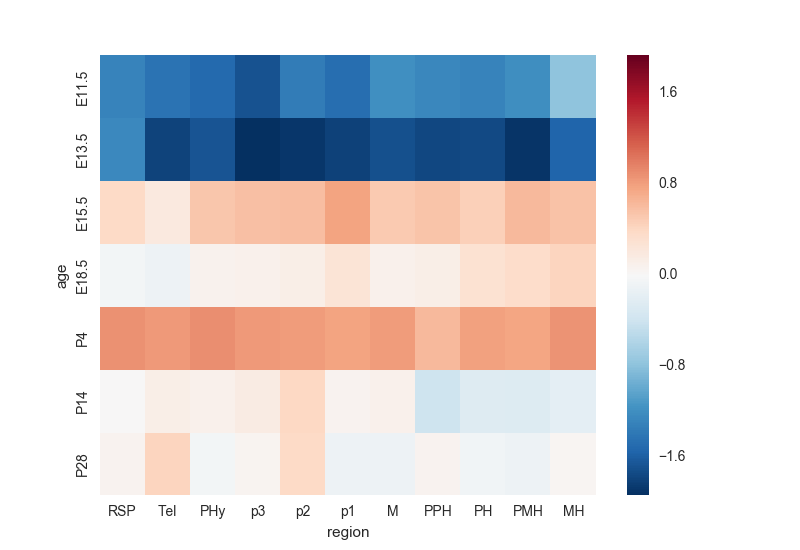 age
E11.5
E13.5
E15.5
E18.5
P4
P14
P28
RSP Tel PHy p3 p2 p1 M PPH PH PMH MH
region
1.6
0.8
0.0
−0.8
−1.6